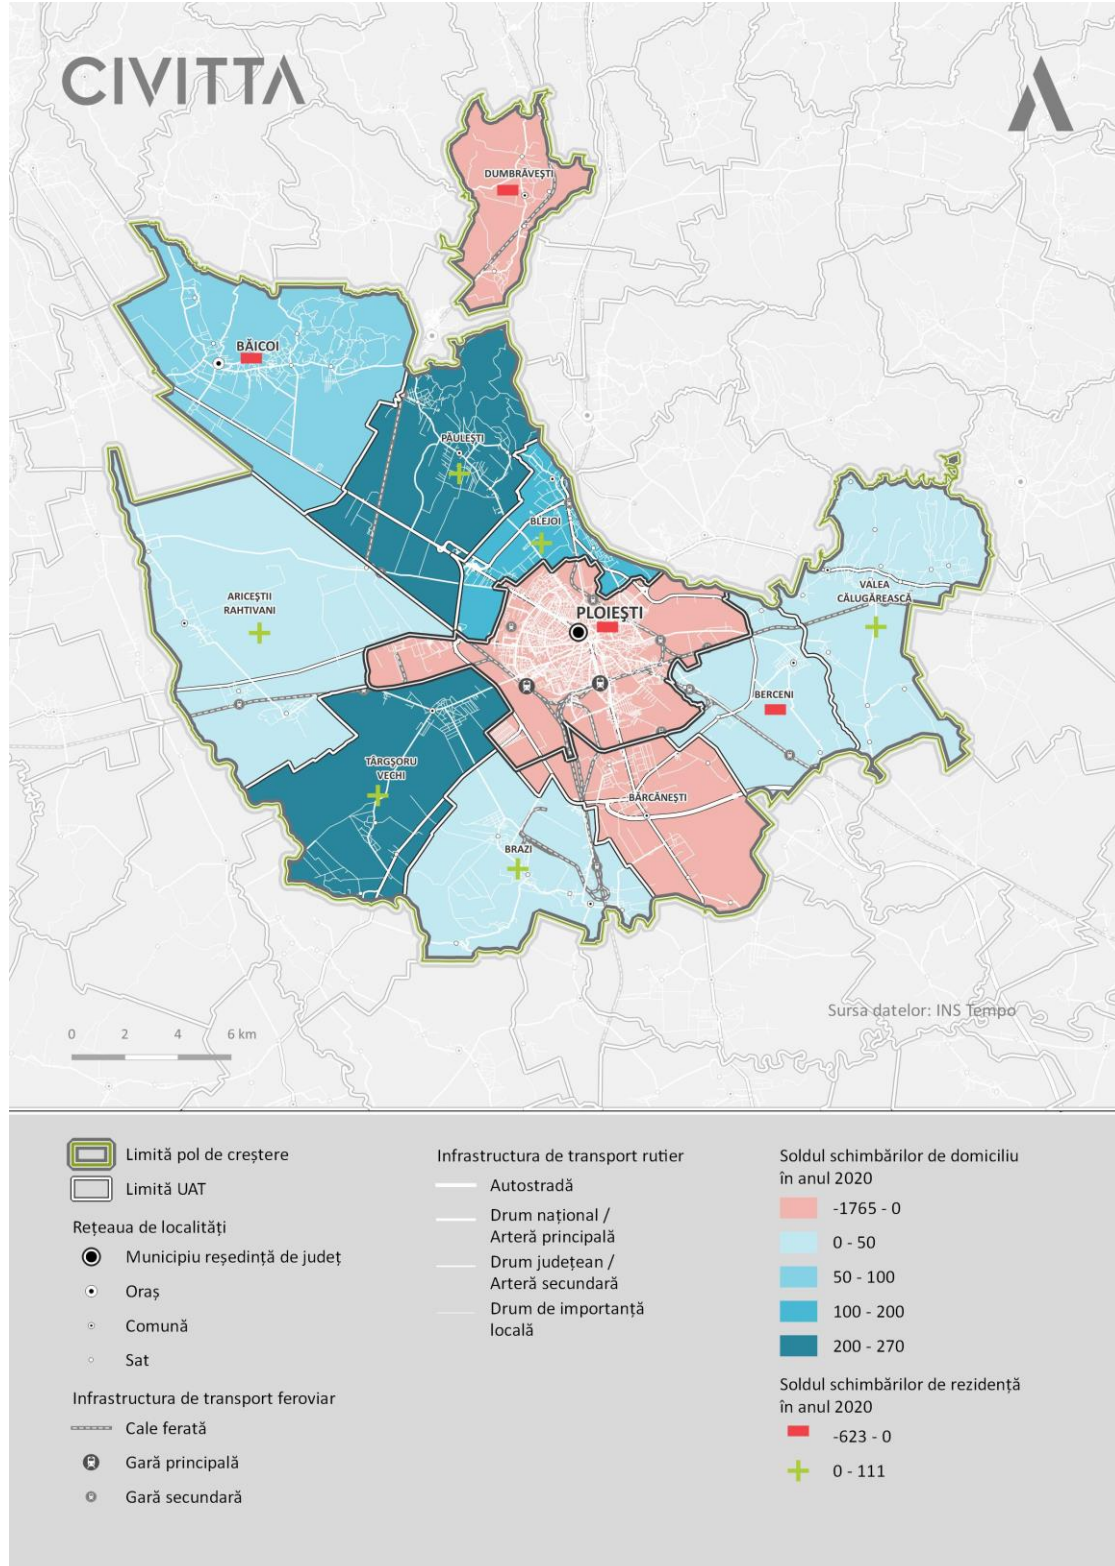 CIVITTA
DUMBRĂVEȘTI
BĂICOI
PĂULEȘTI
BLEJOI
ARICEȘTII
RAHTIVANI
PLOIEȘTI
VALEA
CĂLUGĂREASCĂ
BERCENI
TÂRGȘORU
VECHI
BĂRCĂNEȘTI
BRAZI
Sursa datelor: INS Tempo
0 2 4 6 km
Limită pol de creștere
Limită UAT
Rețeaua de localități
Municipiu reședință de județ
Oraș
Comună
Sat
Infrastructura de transport feroviar
Cale ferată
Gară principală
Gară secundară
Infrastructura de transport rutier
Autostradă
Drum național /
Arteră principală
Drum județean /
Arteră secundară
Drum de importanță
locală
Soldul schimbărilor de domiciliu
în anul 2020
-1765 - 0
0 - 50
50 - 100
100 - 200
200 - 270
Soldul schimbărilor de rezidență
în anul 2020
-623 - 0
0 - 111